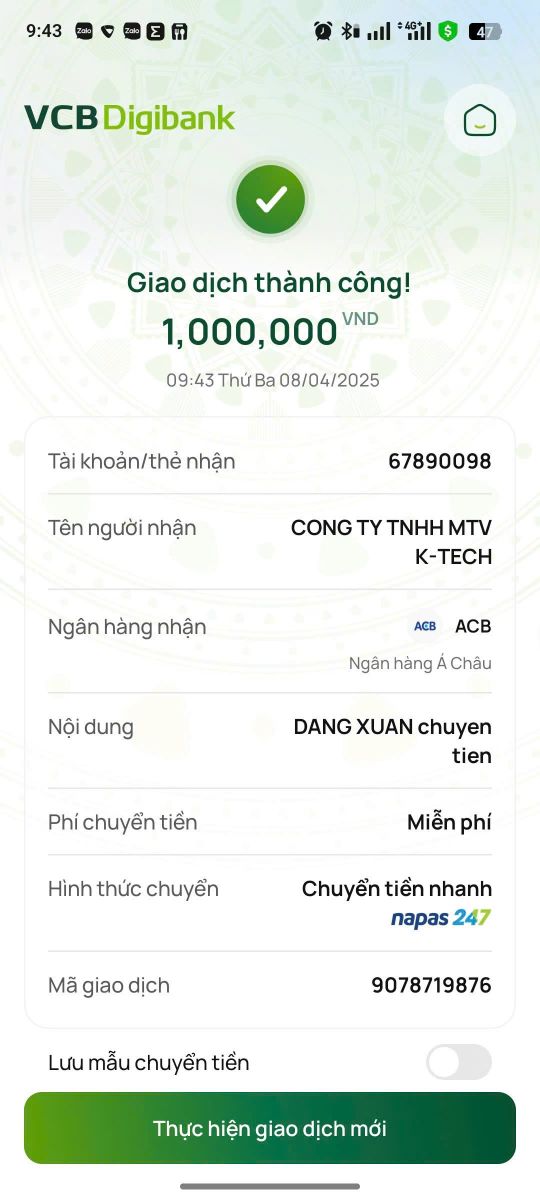 9:43
Zalo
Zalo
4G+
47
VCB Digibank
Giao dịch thành công!
1,000,000 VND
09:43 Thứ Ba 08/04/2025
Tài khoản/thẻ nhận 67890098
Tên người nhận CONG TY TNHH MTV
K-TECH
Ngân hàng nhận ACB ACB
Ngân hàng Á Châu
Nội dung DANG XUAN chuyen
tien
Phí chuyển tiền Miễn phí
Hình thức chuyển Chuyển tiền nhanh
napas 247
Mã giao dịch 9078719876
Lưu mẫu chuyển tiền
Thực hiện giao dịch mới